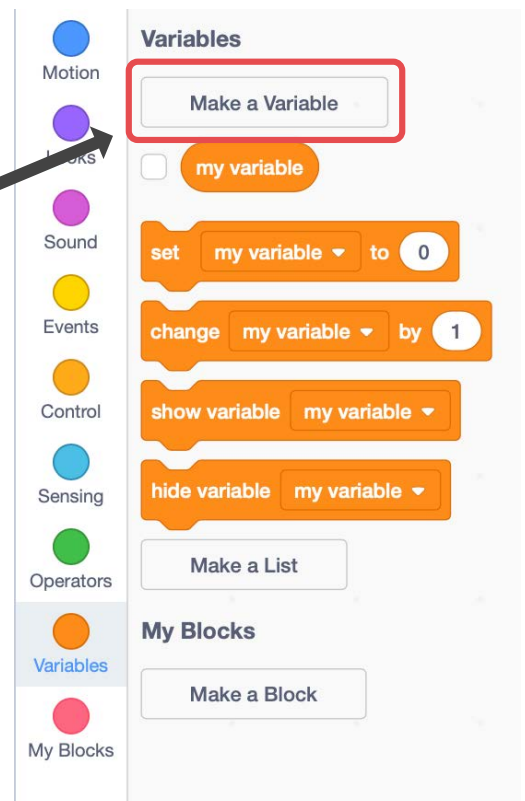 Motion
Looks
Sound
Events
Control
Sensing
Operators
Variables
My Blocks
Variables
Make a Variable
my variable
set my variable to 0
change my variable by 1
show variable my variable
hide variable my variable
Make a List
My Blocks
Make a Block